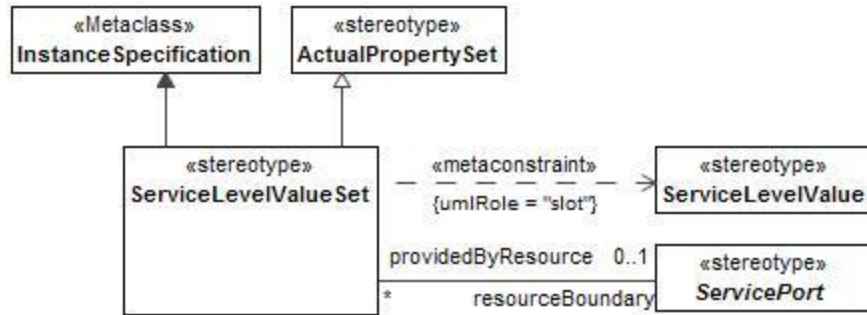 «Metaclass»
InstanceSpecification
«stereotype»
ActualPropertySet
«stereotype»
ServiceLevelValueSet
«metaconstraint»
{umlRole = "slot"}
«stereotype»
ServiceLevelValue
providedByResource 0..1
* resourceBoundary
«stereotype»
ServicePort